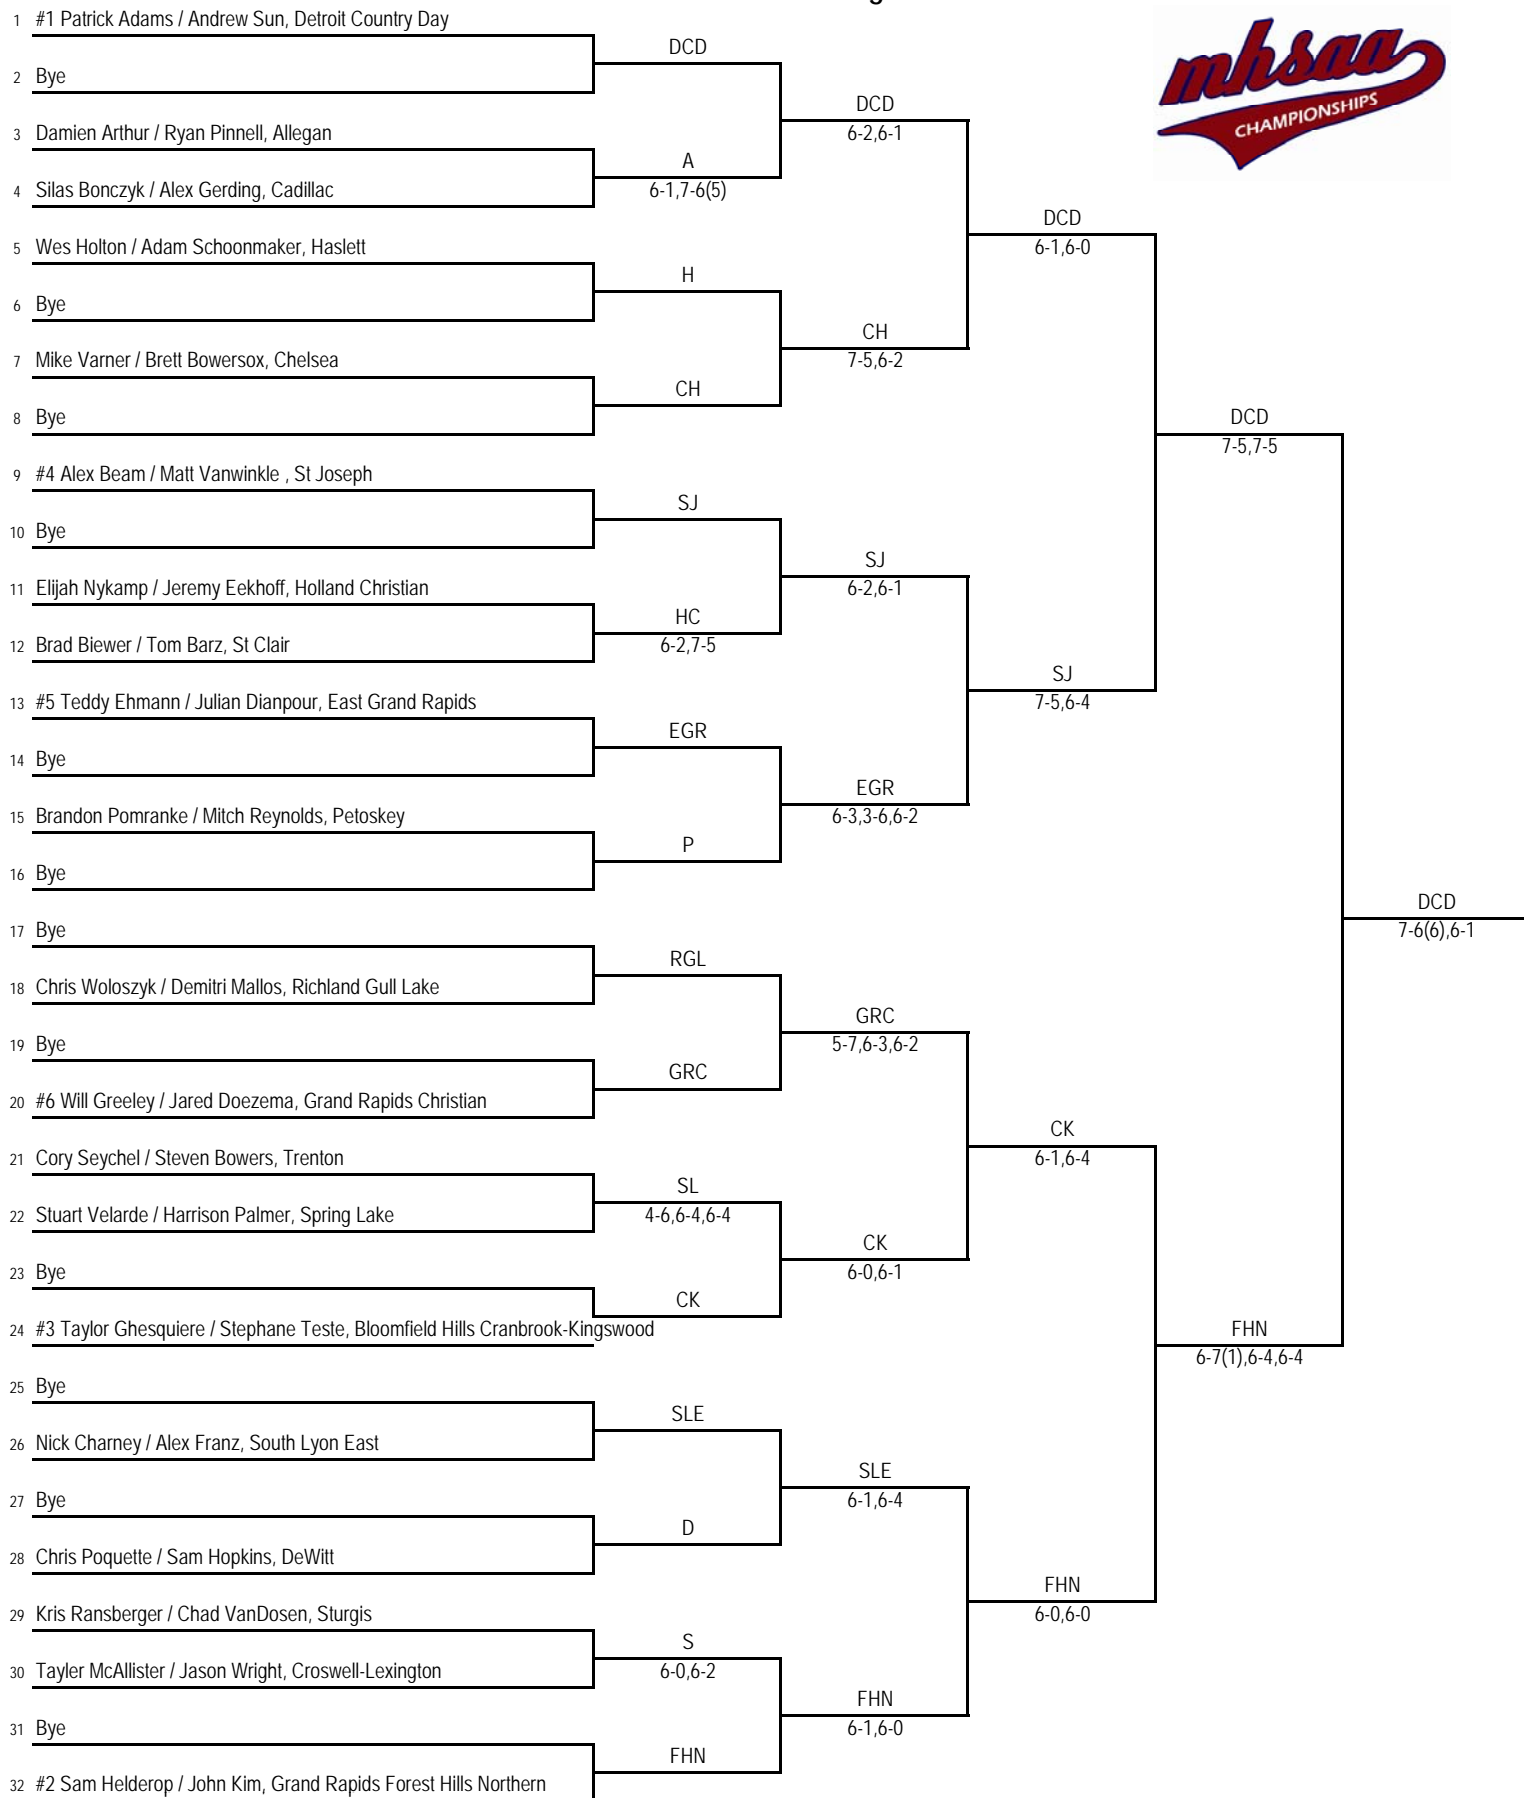 1 #1 Patrick Adams / Andrew Sun, Detroit Country Day
DCD
2 Bye
DCD
6-2,6-1
3 Damien Arthur / Ryan Pinnell, Allegan
A
6-1,7-6(5)
4 Silas Bonczyk / Alex Gerding, Cadillac
mhsaa
CHAMPIONSHIPS
DCD
6-1,6-0
5 Wes Holton / Adam Schoonmaker, Haslett
H
6 Bye
CH
7-5,6-2
7 Mike Varner / Brett Bowersox, Chelsea
CH
8 Bye
DCD
7-5,7-5
9 #4 Alex Beam / Matt Vanwinkle , St Joseph
SJ
10 Bye
SJ
6-2,6-1
11 Elijah Nykamp / Jeremy Eekhoff, Holland Christian
HC
6-2,7-5
12 Brad Biewer / Tom Barz, St Clair
SJ
7-5,6-4
13 #5 Teddy Ehmann / Julian Dianpour, East Grand Rapids
EGR
14 Bye
EGR
6-3,3-6,6-2
15 Brandon Pomranke / Mitch Reynolds, Petoskey
P
16 Bye
DCD
7-6(6),6-1
17 Bye
RGL
18 Chris Woloszyk / Demitri Mallos, Richland Gull Lake
GRC
5-7,6-3,6-2
19 Bye
GRC
20 #6 Will Greeley / Jared Doezema, Grand Rapids Christian
CK
6-1,6-4
21 Cory Seychel / Steven Bowers, Trenton
SL
4-6,6-4,6-4
22 Stuart Velarde / Harrison Palmer, Spring Lake
CK
6-0,6-1
23 Bye
CK
24 #3 Taylor Ghesquiere / Stephane Teste, Bloomfield Hills Cranbrook-Kingswood
FHN
6-7(1),6-4,6-4
25 Bye
SLE
26 Nick Charney / Alex Franz, South Lyon East
SLE
6-1,6-4
27 Bye
D
28 Chris Poquette / Sam Hopkins, DeWitt
FHN
6-0,6-0
29 Kris Ransberger / Chad VanDosen, Sturgis
S
6-0,6-2
30 Tayler McAllister / Jason Wright, Croswell-Lexington
FHN
6-1,6-0
31 Bye
FHN
32 #2 Sam Helderop / John Kim, Grand Rapids Forest Hills Northern